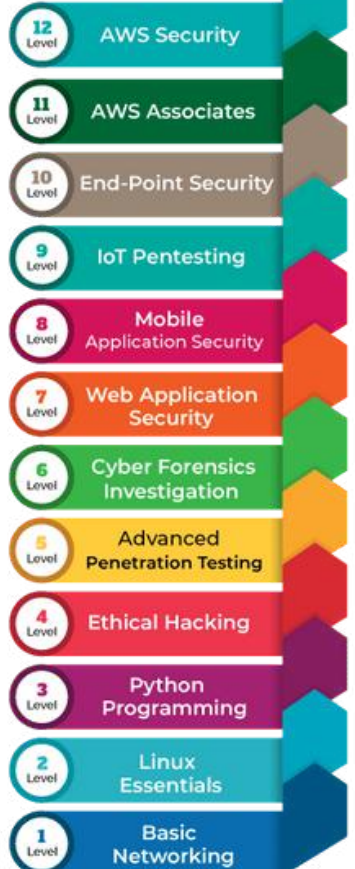 12
Level
AWS Security
11
Level
AWS Associates
10
Level
End-Point Security
9
Level
IoT Pentesting
8
Level
Mobile
Application Security
7
Level
Web Application
Security
6
Level
Cyber Forensics
Investigation
5
Level
Advanced
Penetration Testing
4
Level
Ethical Hacking
3
Level
Python
Programming
2
Level
Linux
Essentials
1
Level
Basic
Networking